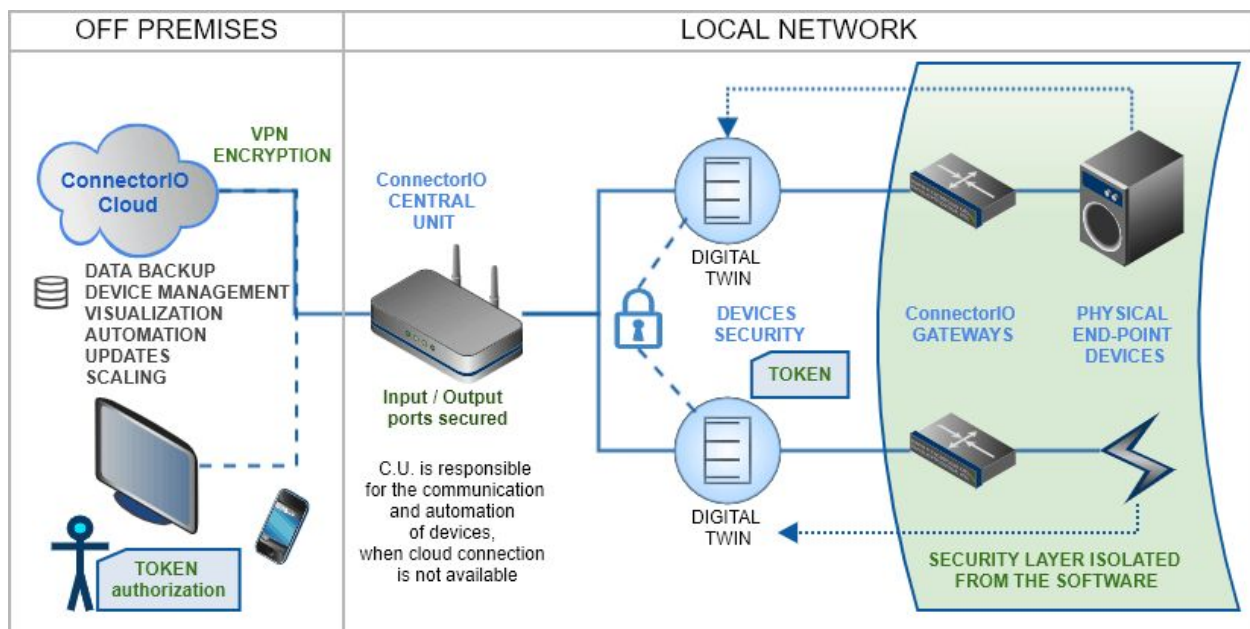 OFF PREMISES
LOCAL NETWORK
VPN
ENCRYPTION
ConnectorIO
Cloud
DATA BACKUP
DEVICE MANAGEMENT
VISUALIZATION
AUTOMATION
UPDATES
SCALING
TOKEN
authorization
ConnectorIO
CENTRAL
UNIT
Input / Output
ports secured
C.U. is responsible
for the communication
and automation
of devices,
when cloud connection
is not available
DIGITAL
TWIN
DEVICES
SECURITY
TOKEN
DIGITAL
TWIN
ConnectorIO
GATEWAYS
PHYSICAL
END-POINT
DEVICES
SECURITY LAYER ISOLATED
FROM THE SOFTWARE